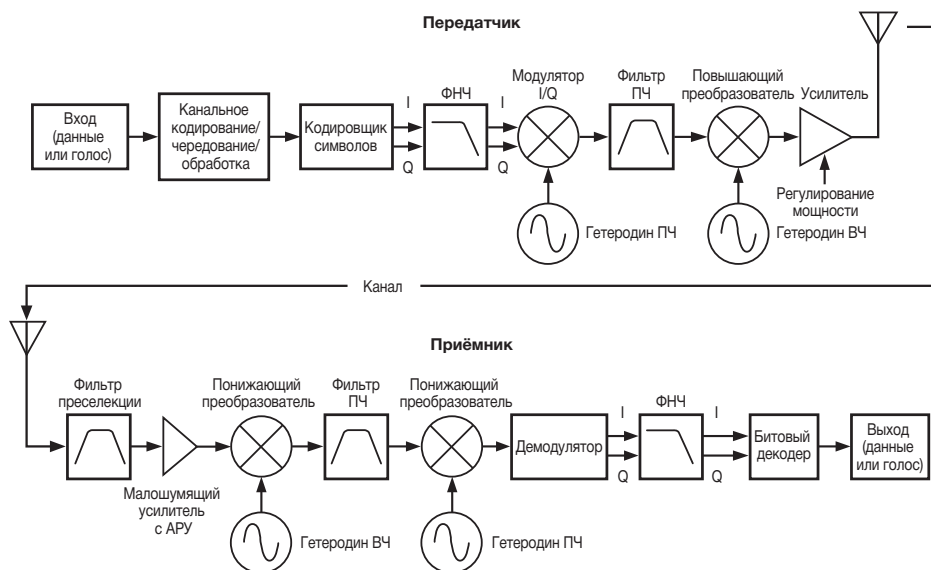 Передатчик
Вход
(данные
или голос)
Канальное
кодирование/
чередование/
обработка
Кодировщик
символов
I
Q
ФНЧ
I
Q
Модулятор
I/Q
Гетеродин ПЧ
Фильтр
ПЧ
Повышающий
преобразователь
Гетеродин ВЧ
Усилитель
Регулирование
мощности
Канал
Приёмник
Фильтр
преселекции
Малошумящий
усилитель
с АРУ
Понижающий
преобразователь
Гетеродин ВЧ
Фильтр
ПЧ
Понижающий
преобразователь
Гетеродин ПЧ
Демодулятор
I
Q
ФНЧ
I
Q
Битовый
декодер
Выход
(данные
или голос)